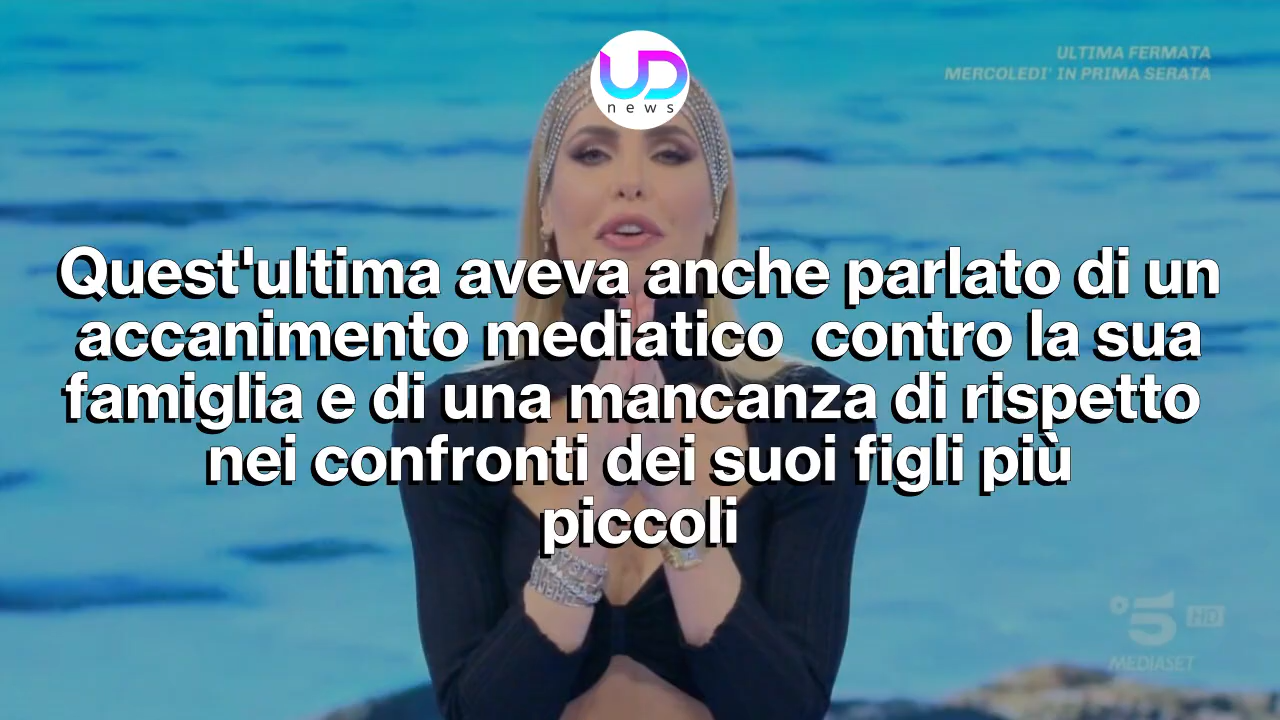 UD
news
ULTIMA FERMATA
MERCOLEDI' IN PRIMA SERATA
Quest'ultima aveva anche parlato di un
accanimento mediatico contro la sua
famiglia e di una mancanza di rispetto
nei confronti dei suoi figli più
piccoli
5 HD
MEDIASET